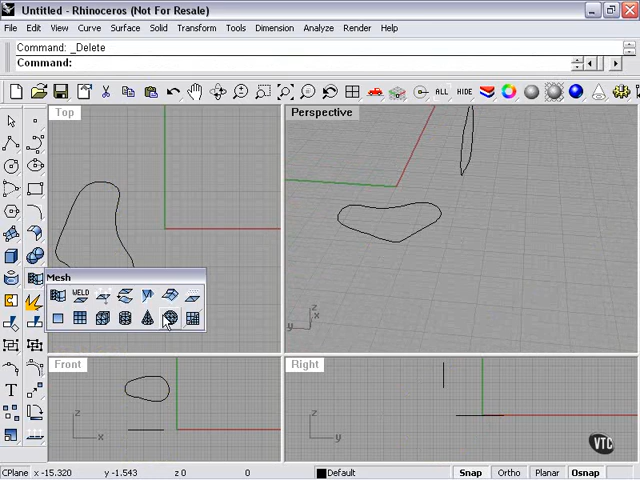 Untitled - Rhinoceros (Not For Resale)
File Edit View Curve Surface Solid Transform Tools Dimension Analyze Render Help
Command: _Delete
Command:
ALL HIDE
Top
Perspective
Mesh
WELD
z
y x
Front
Right
z
x
z
y
VTC
CPlane x -15.320 y -1.543 z 0 0 Default Snap Ortho Planar Osnap